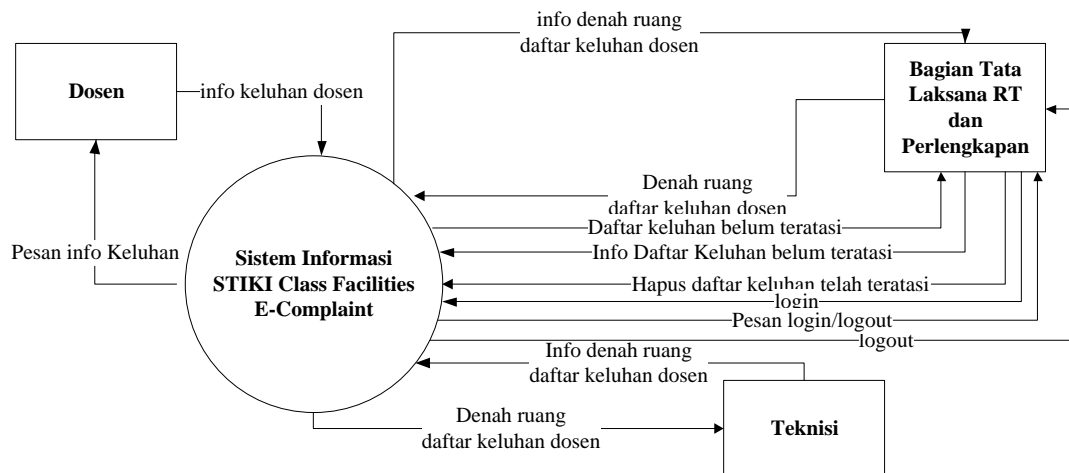 info denah ruang
daftar keluhan dosen
Dosen
info keluhan dosen
Bagian Tata
Laksana RT
dan
Perlengkapan
Denah ruang
daftar keluhan dosen
Daftar keluhan belum teratasi
Pesan info Keluhan
Info Daftar Keluhan belum teratasi
Sistem Informasi
STIKI Class Facilities
E-Complaint
Hapus daftar keluhan telah teratasi
login
Pesan login/logout
logout
Info denah ruang
daftar keluhan dosen
Denah ruang
daftar keluhan dosen
Teknisi